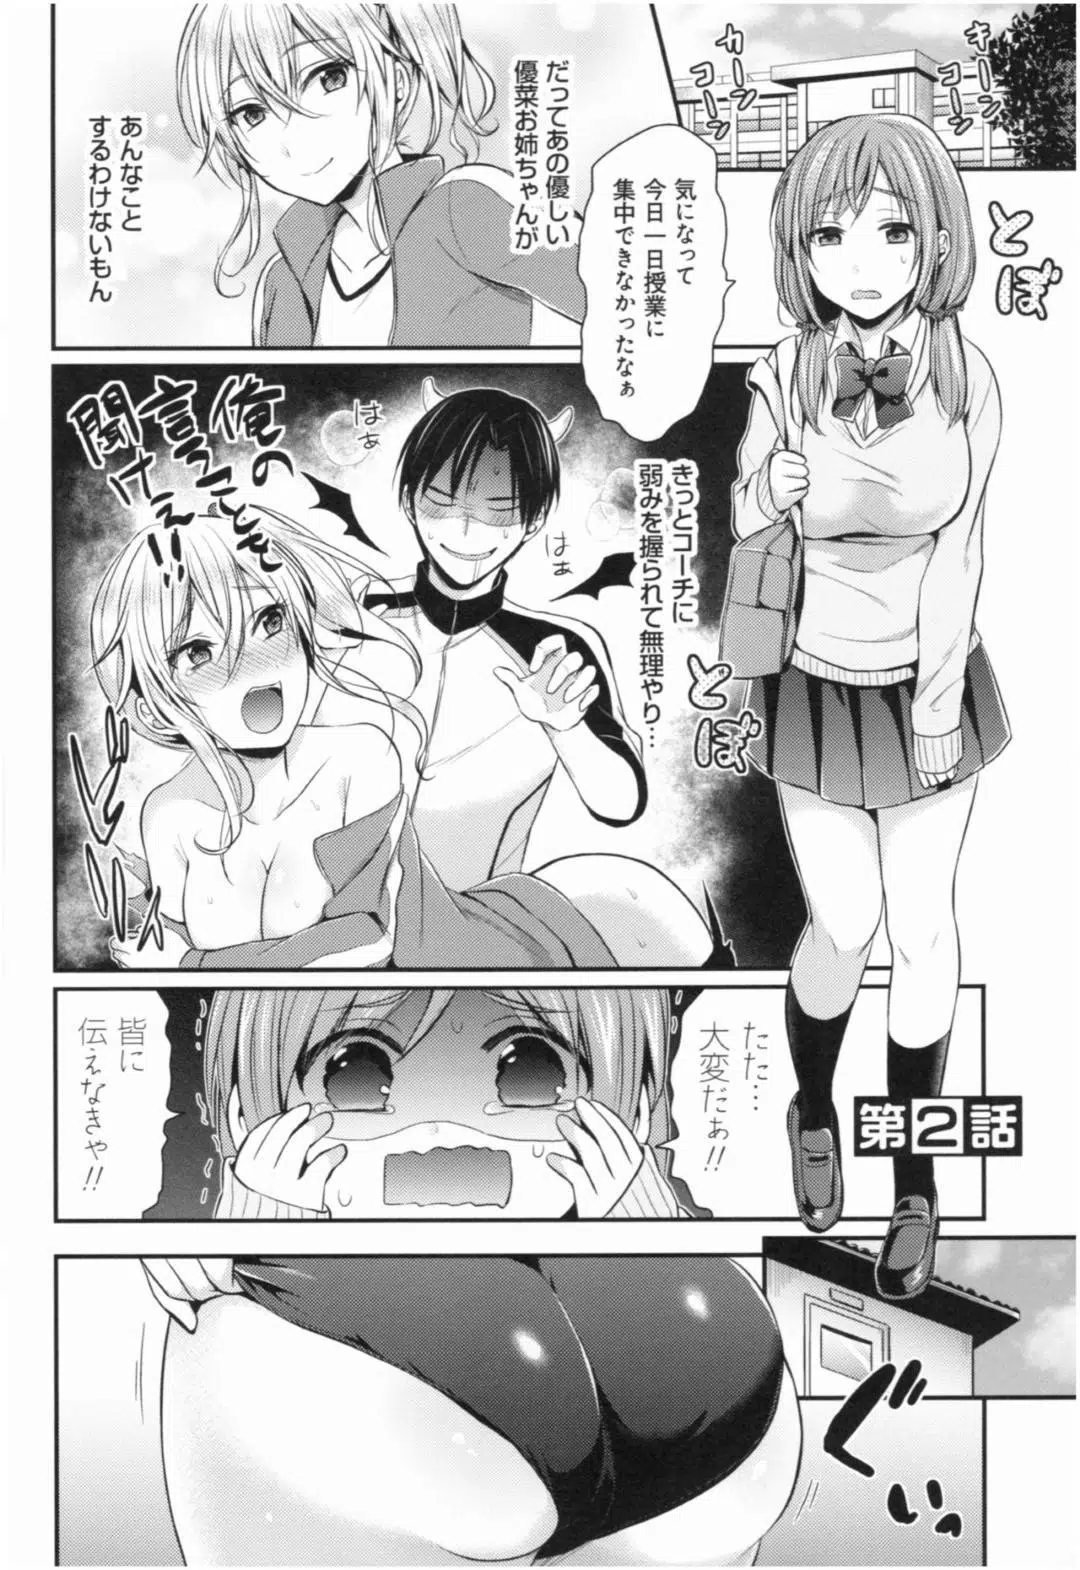 キーン
コーン
カーン
コーン
とぼ
気になって
今日一日授業に
集中できなかったなぁ
だってあの優しい
優菜お姉ちゃんが
あんなこと
するわけないもん
きっとコーチに
弱みを握られて無理やり…
とぼ
はぁ
はぁ
俺の
言うことを
聞けぇ!!
たた…
大変だぁ!!
皆に
伝えなきゃ!!
第2話
ぐいっ